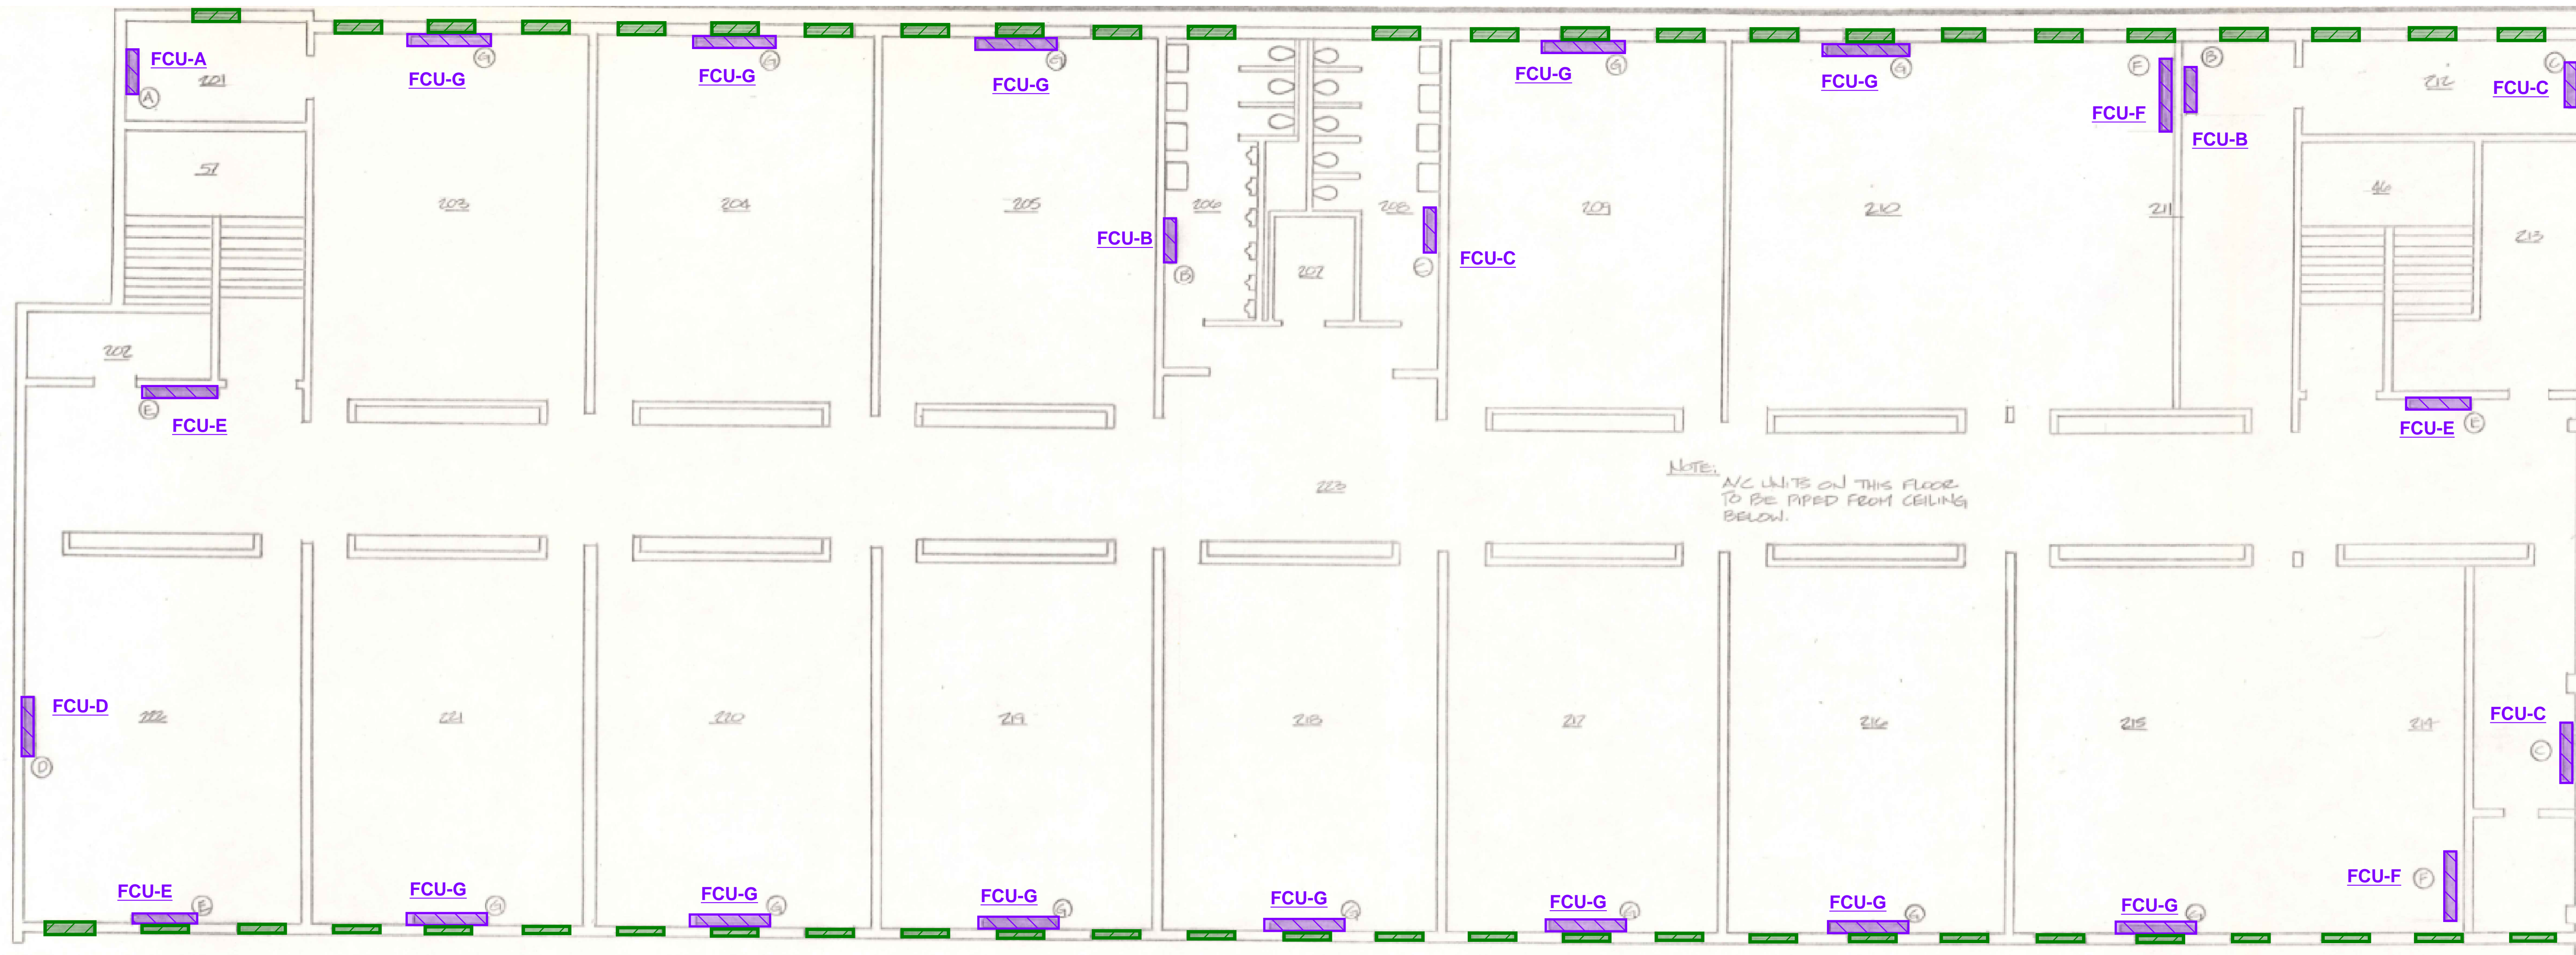 FCU-A
201
A
FCU-G
G
FCU-G
G
FCU-G
G
FCU-G
G
FCU-G
G
F
FCU-F
B
FCU-B
212
C
FCU-C
57
203
204
205
206
FCU-B
B
207
208
C
FCU-C
209
210
211
46
213
202
E
FCU-E
FCU-E
E
223
NOTE:
A/C UNITS ON THIS FLOOR
TO BE PIPED FROM CEILING
BELOW.
FCU-D
D
222
221
220
219
218
217
216
215
214
FCU-C
C
FCU-E
E
FCU-G
G
FCU-G
G
FCU-G
G
FCU-G
G
FCU-G
G
FCU-G
G
FCU-G
G
FCU-F
F